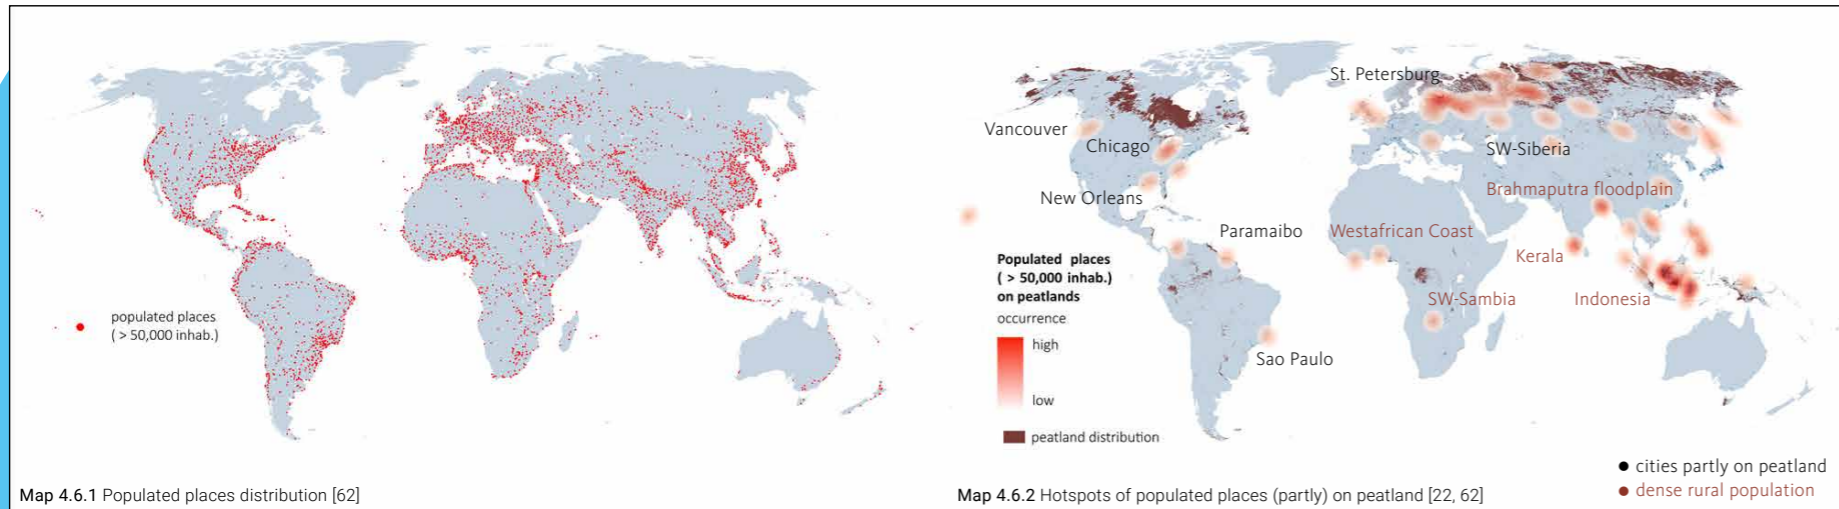 populated places
( > 50,000 inhab.)
Map 4.6.1 Populated places distribution [62]
St. Petersburg
Vancouver
Chicago
SW-Siberia
New Orleans
Brahmaputra floodplain
Paramaibo
Westafrican Coast
Kerala
SW-Sambia
Indonesia
Sao Paulo
Populated places
( > 50,000 inhab.)
on peatlands
occurrence
high
low
peatland distribution
Map 4.6.2 Hotspots of populated places (partly) on peatland [22, 62]
cities partly on peatland
dense rural population